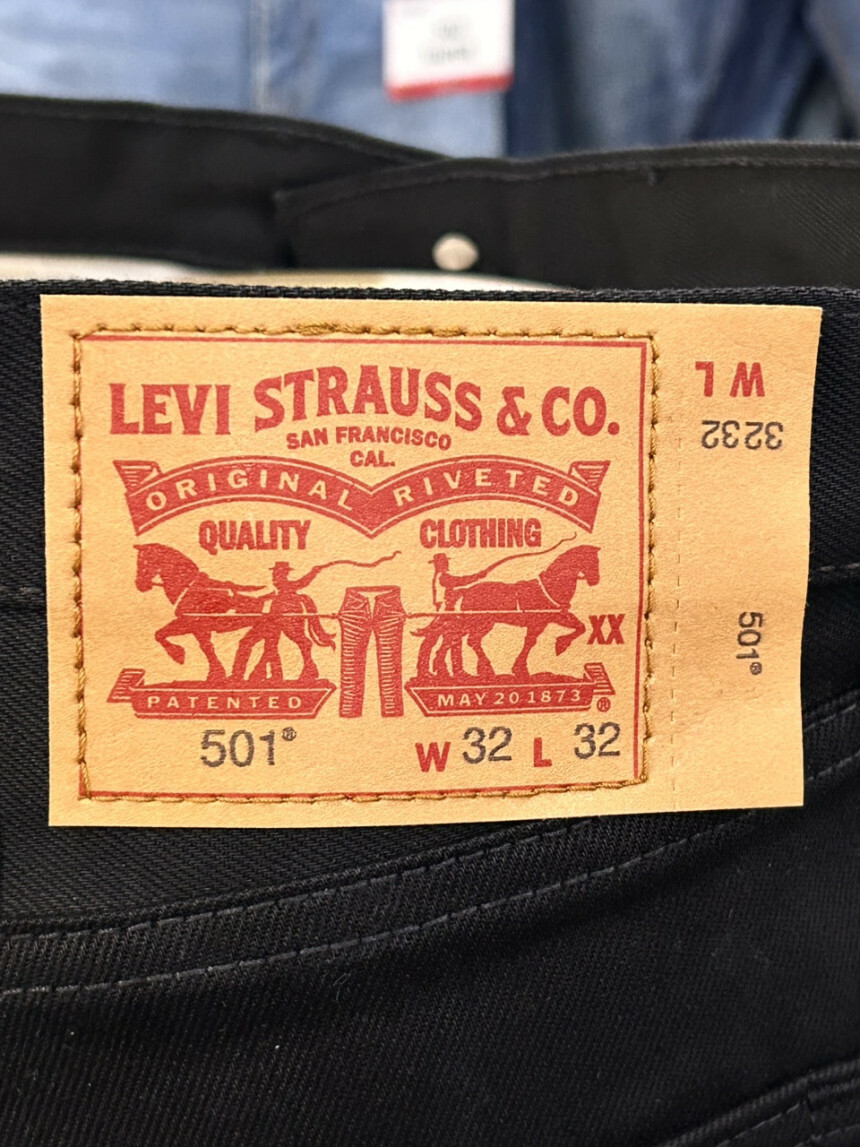 LEVI STRAUSS & CO.
SAN FRANCISCO
CAL.
ORIGINAL RIVETED
QUALITY CLOTHING
XX
PATENTED MAY 20 1873 ®
501® W 32 L 32
W L
3232
501®